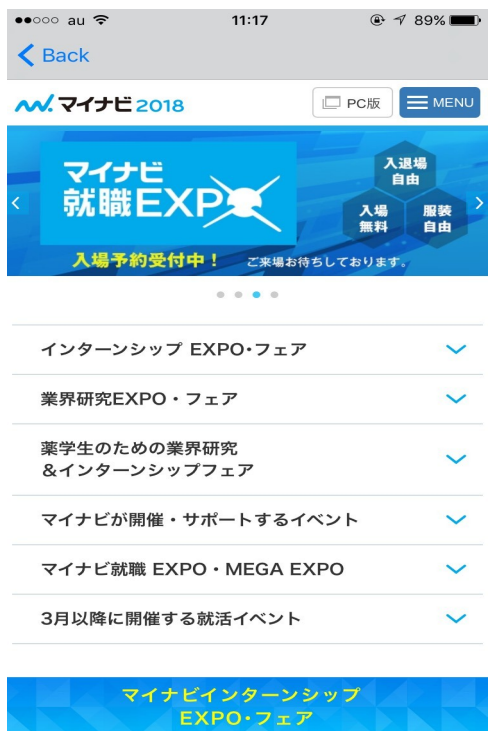 au 11:17 89%
Back
マイナビ2018 PC版 MENU
マイナビ
就職EXPO
入退場
自由
入場
無料
服装
自由
入場予約受付中！ ご来場お待ちしております。
インターンシップ EXPO・フェア
業界研究EXPO・フェア
薬学生のための業界研究
&インターンシップフェア
マイナビが開催・サポートするイベント
マイナビ就職 EXPO・MEGA EXPO
3月以降に開催する就活イベント
マイナビインターンシップ
EXPO・フェア